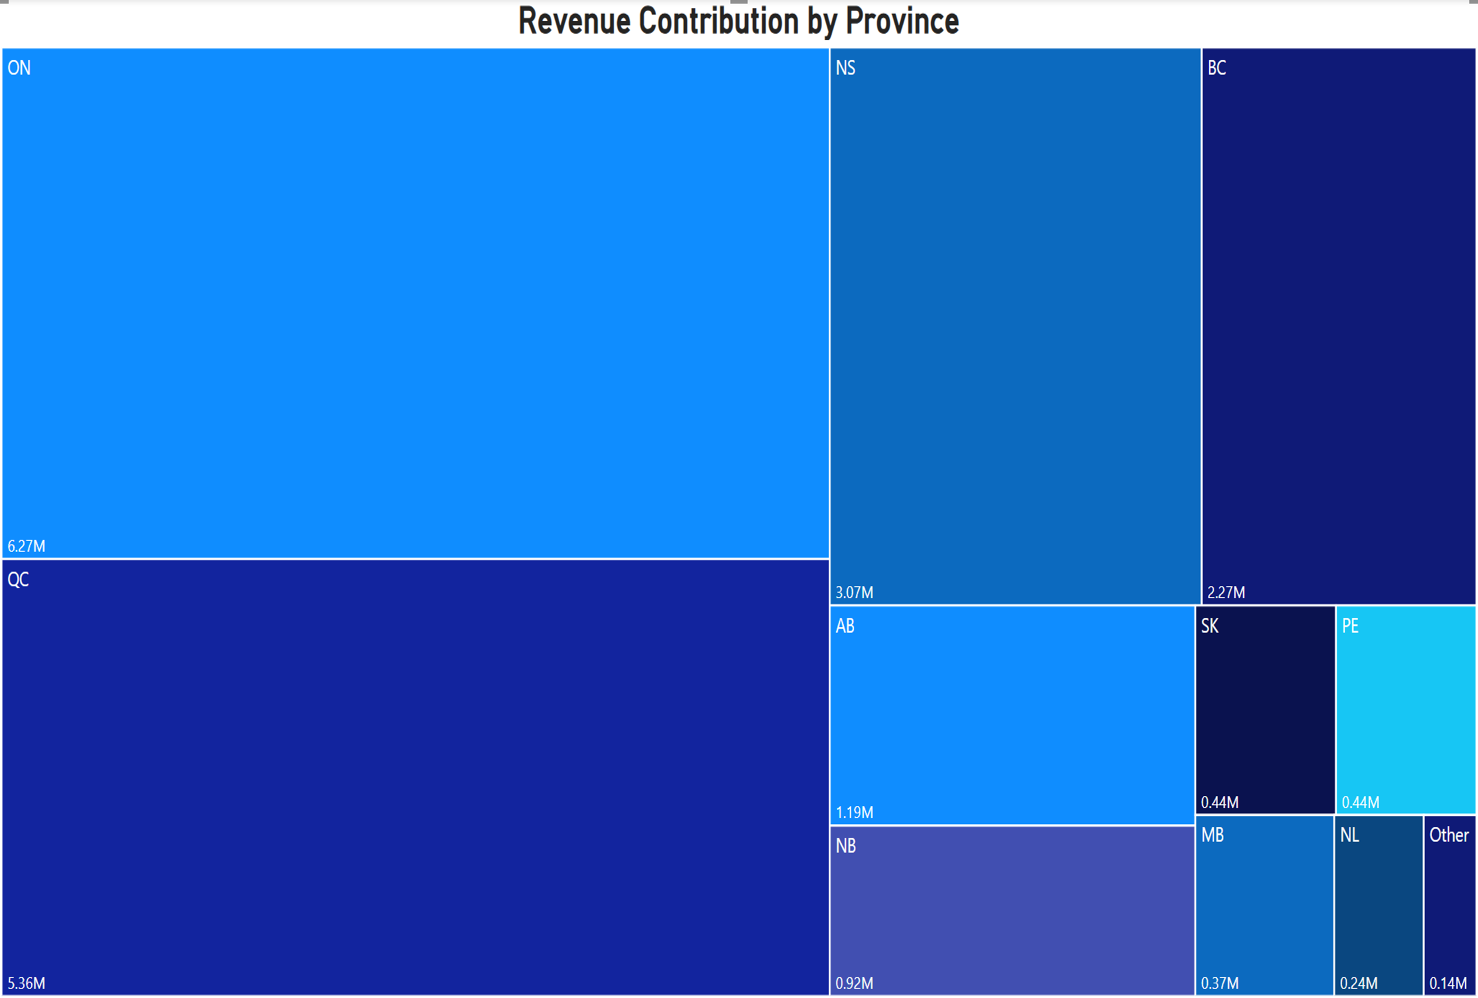 Revenue Contribution by Province
ON
6.27M
QC
5.36M
NS
3.07M
BC
2.27M
AB
1.19M
NB
0.92M
SK
0.44M
PE
0.44M
MB
0.37M
NL
0.24M
Other
0.14M